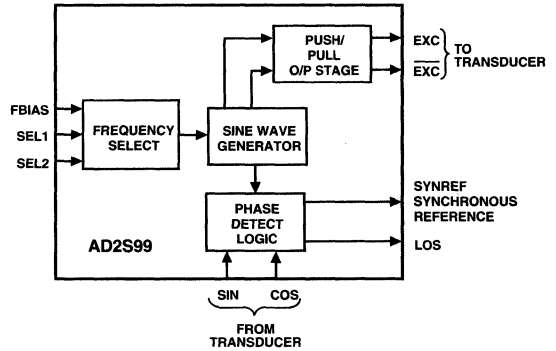 PUSH/
PULL
O/P STAGE
EXC
EXC
TO
TRANSDUCER
FBIAS
SEL1
SEL2
FREQUENCY
SELECT
SINE WAVE
GENERATOR
PHASE
DETECT
LOGIC
SYNREF
SYNCHRONOUS
REFERENCE
LOS
AD2S99
SIN COS
FROM
TRANSDUCER